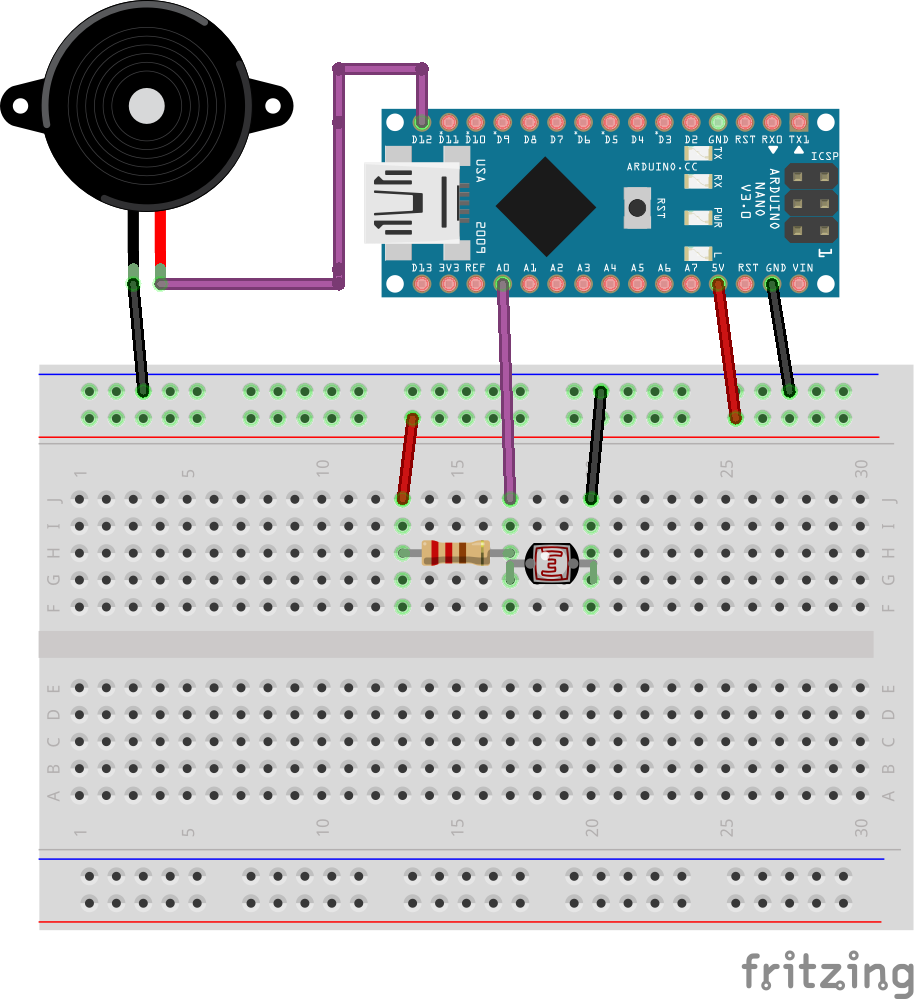 D12 D11 D10 D9 D8 D7 D6 D5 D4 D3 D2 GND RST RX0 TX1
USA
P005
ARDUINO.CC
RST
TX
RX
PWR
L
ICSP
ARDUINO
NANO
V3.0
1
D13 3V3 REF A0 A1 A2 A3 A4 A5 A6 A7 5V RST GND VIN
1 5 10 15 20 25 30
J J
I I
H H
G G
F F
E E
D D
C C
B B
A A
1 5 10 15 20 25 30
fritzing